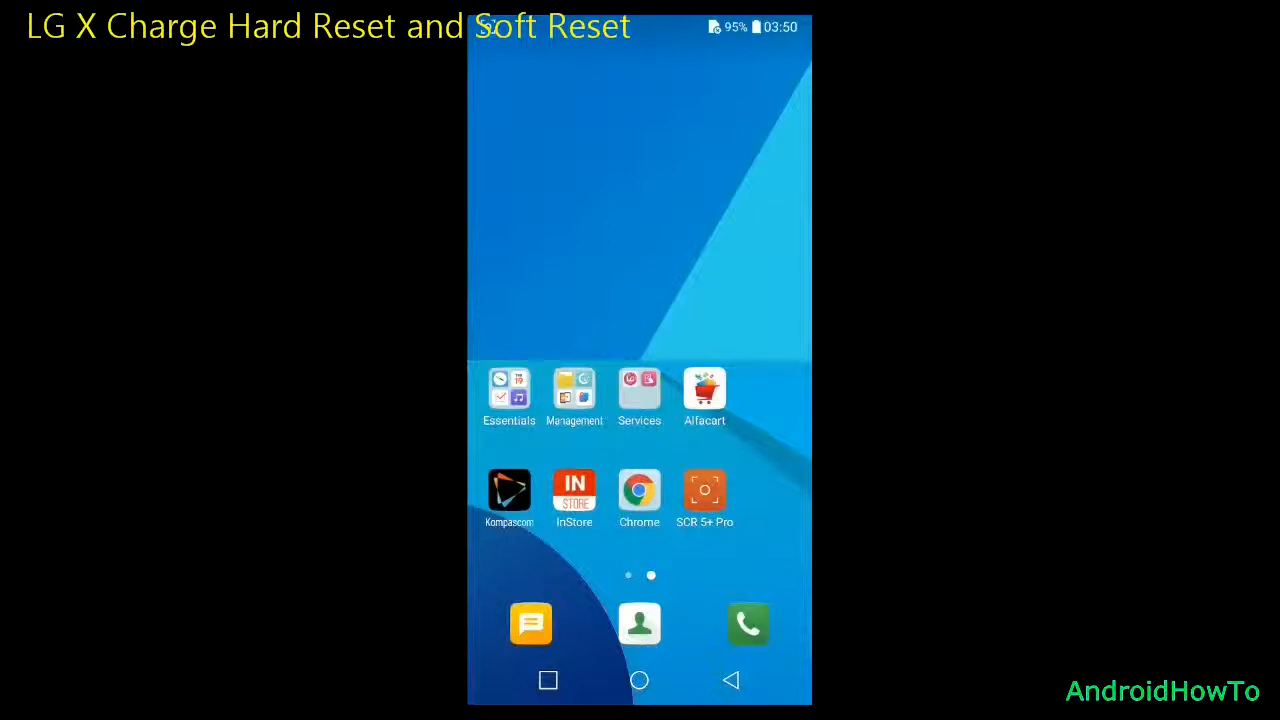 LG X Charge Hard Reset and Soft Reset
95% 03:50
Essentials Management Services Alfacart
IN
STORE
Kompascom InStore Chrome SCR 5+ Pro
AndroidHowTo